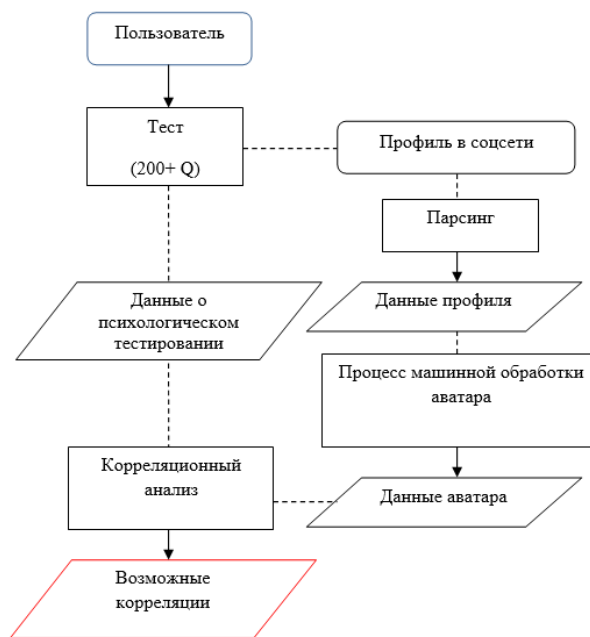 Пользователь
Тест
(200+ Q)
Профиль в соцсети
Парсинг
Данные о
психологическом
тестировании
Данные профиля
Процесс машинной обработки
аватара
Корреляционный
анализ
Данные аватара
Возможные
корреляции